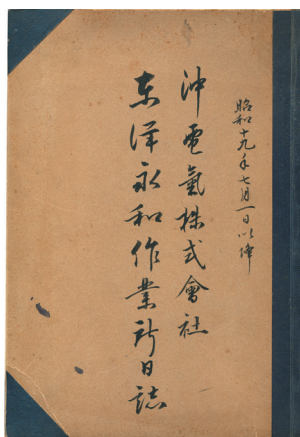 昭和十九年七月一日以降
沖電氣株式會社
東洋永和作業所日誌